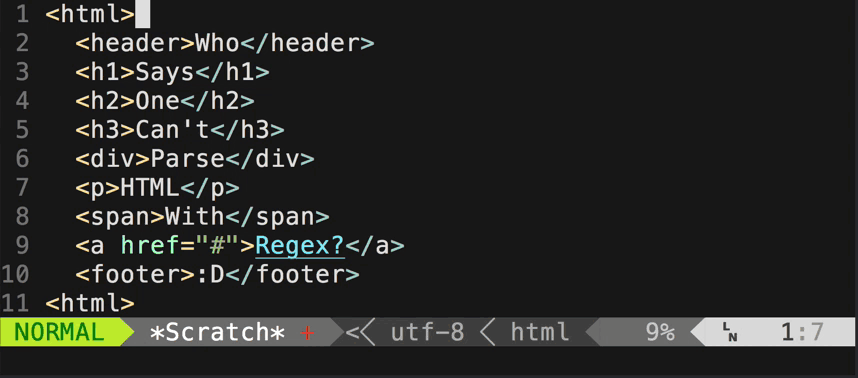 1 <html>
2   <header>Who</header>
3   <h1>Says</h1>
4   <h2>One</h2>
5   <h3>Can't</h3>
6   <div>Parse</div>
7   <p>HTML</p>
8   <span>With</span>
9   <a href="#">Regex?</a>
10   <footer>:D</footer>
11 <html>
NORMAL *Scratch* + < utf-8 html 9% LN 1:7